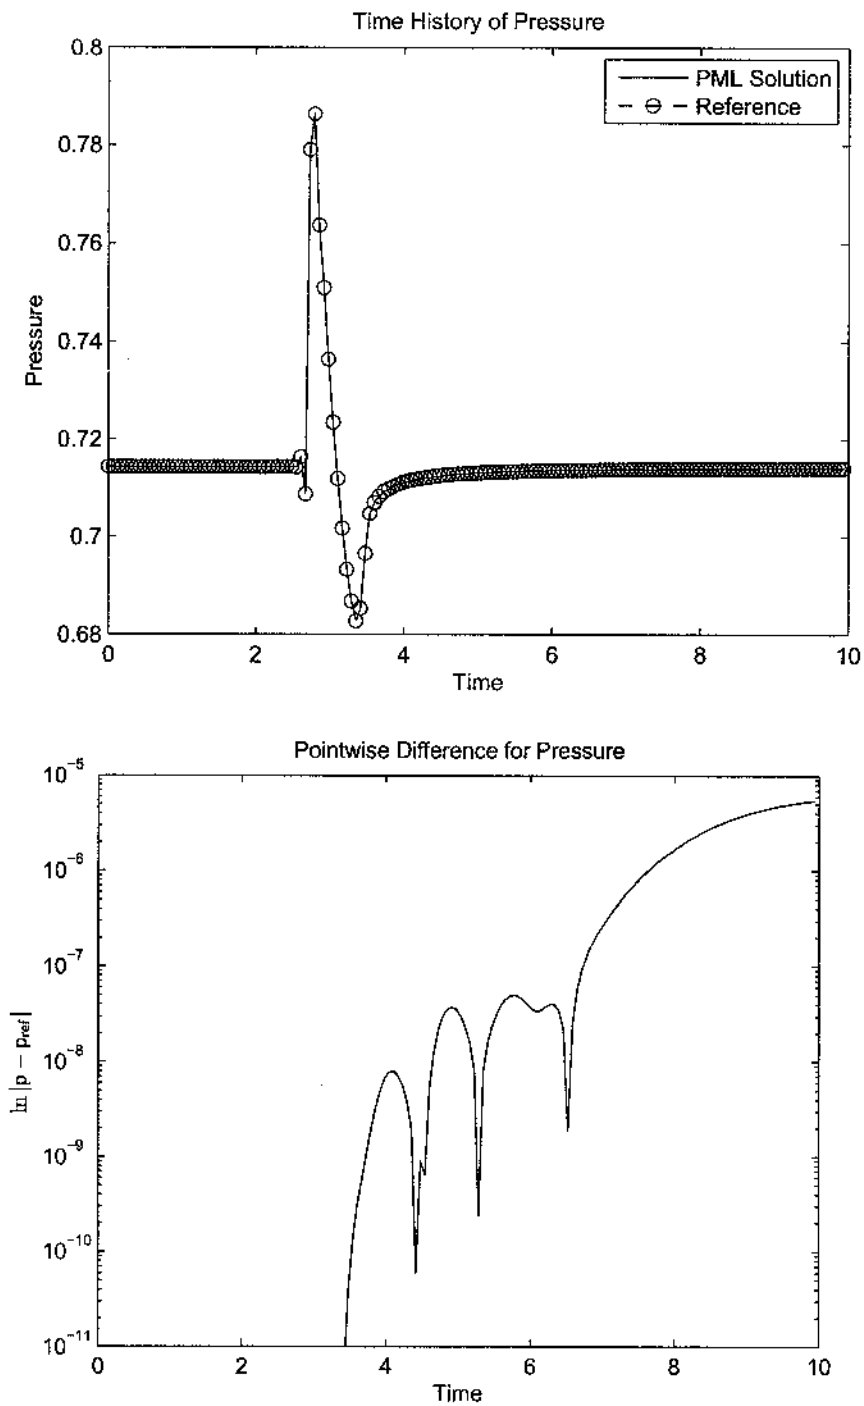 Time History of Pressure
0.8
PML Solution
Reference
0.78
0.76
0.74
0.72
0.7
0.68
Pressure
0 2 4 6 8 10
Time
Pointwise Difference for Pressure
10⁻⁵
10⁻⁶
10⁻⁷
10⁻⁸
10⁻⁹
10⁻¹⁰
10⁻¹¹
ln |p − p_ref|
0 2 4 6 8 10
Time